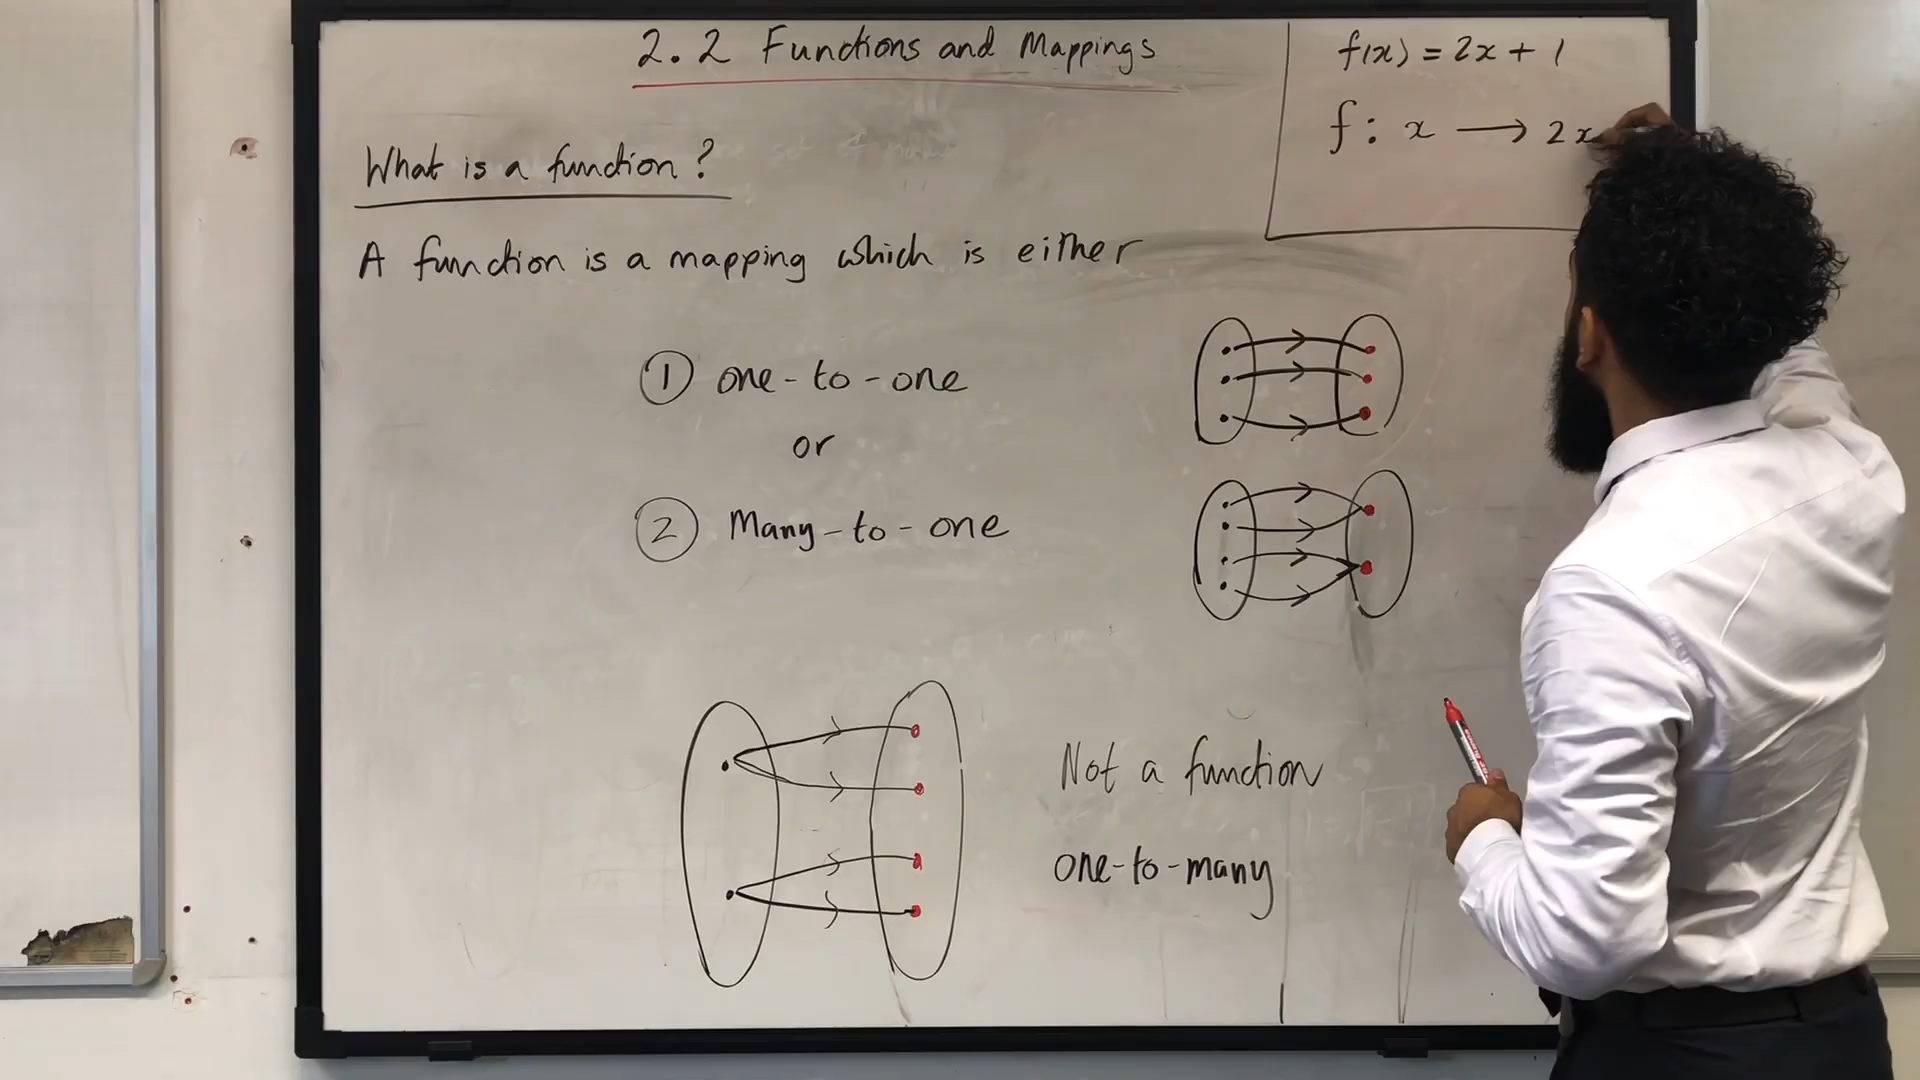 2.2 Functions and Mappings
f(x) = 2x + 1
f: x → 2x
What is a function?
A function is a mapping which is either
① one-to-one
or
② Many-to-one
Not a function
one-to-many